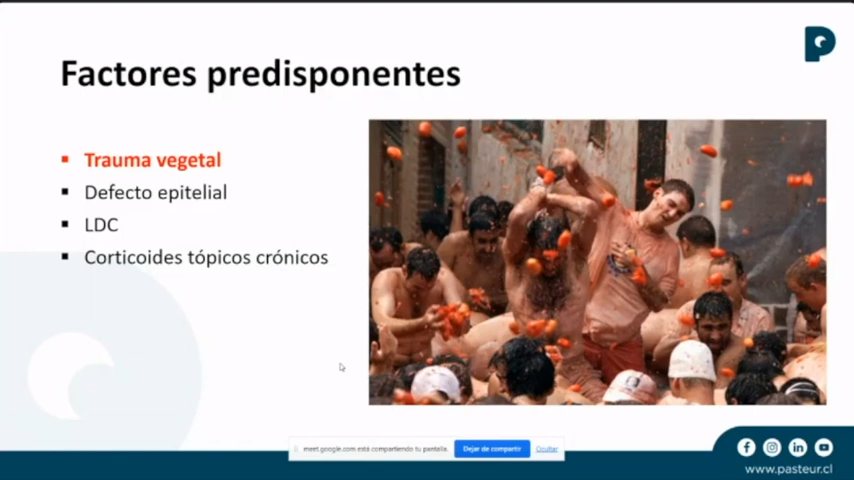 Factores predisponentes
Trauma vegetal
Defecto epitelial
LDC
Corticoides tópicos crónicos
meet.google.com está compartiendo tu pantalla.
Dejar de compartir
Ocultar
www.pasteur.cl